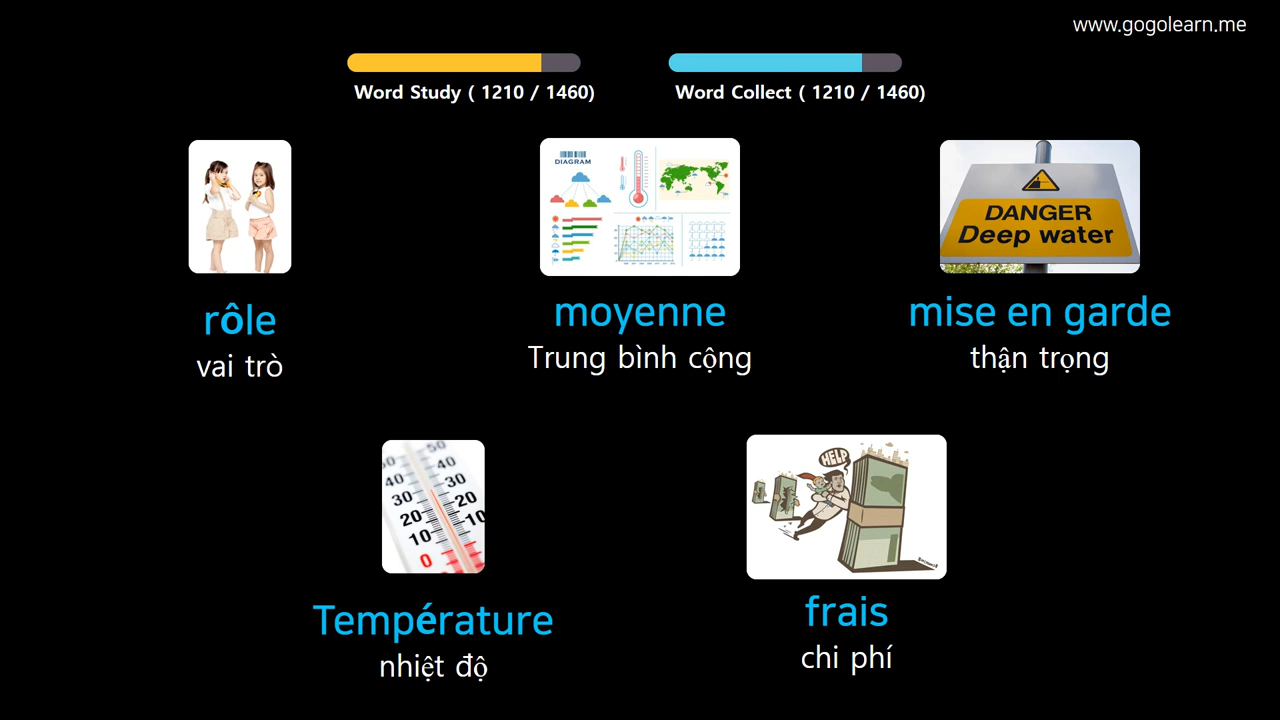 www.gogolearn.me
Word Study ( 1210 / 1460)
Word Collect ( 1210 / 1460)
DIAGRAM
DANGER
Deep water
rôle
moyenne
mise en garde
vai trò
Trung bình cộng
thận trọng
50
50
40
40
30
30
20
20
10
10
0
HELP
Température
frais
nhiệt độ
chi phí